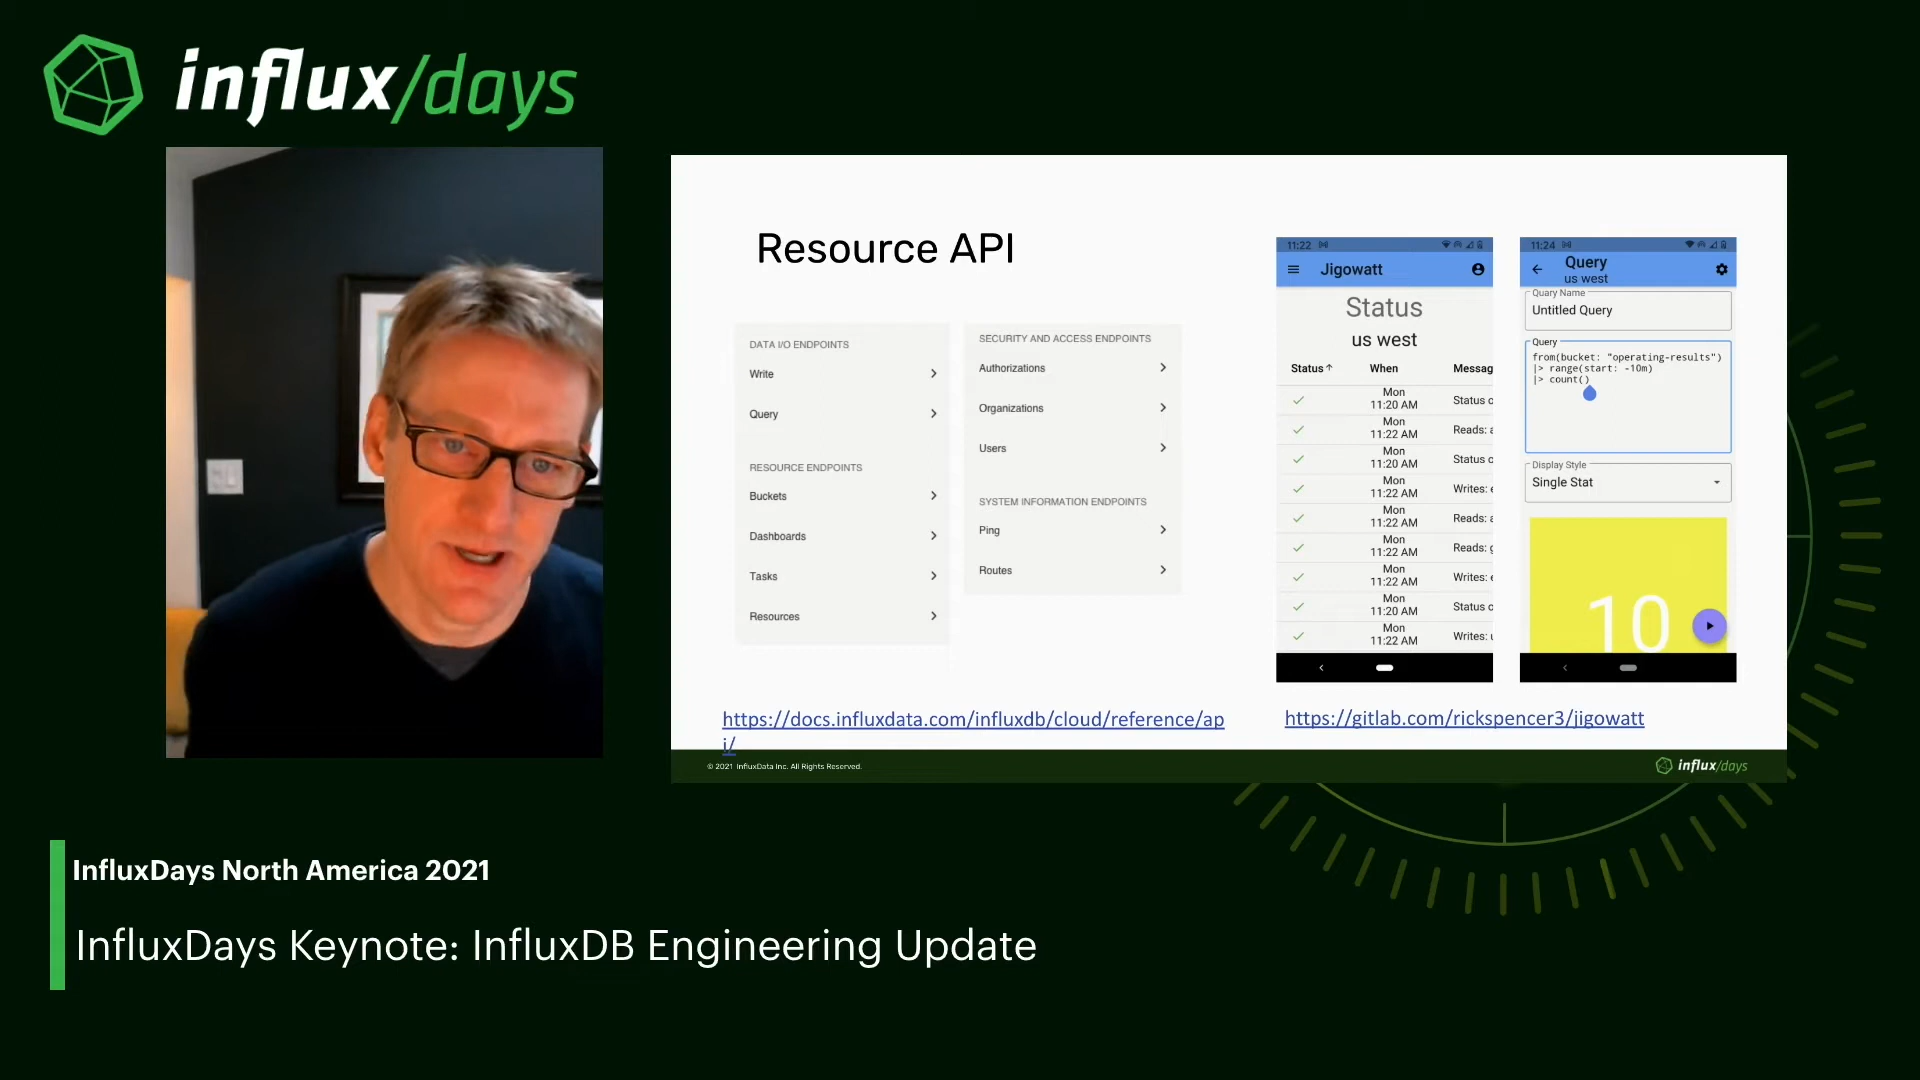 influx/days
Resource API
DATA I/O ENDPOINTS
Write
Query
RESOURCE ENDPOINTS
Buckets
Dashboards
Tasks
Resources
SECURITY AND ACCESS ENDPOINTS
Authorizations
Organizations
Users
SYSTEM INFORMATION ENDPOINTS
Ping
Routes
11:22
Jigowatt
Status
us west
Status When Messag
Mon
11:20 AM
Status o
Mon
11:22 AM
Reads: a
Mon
11:20 AM
Status o
Mon
11:22 AM
Writes: e
Mon
11:22 AM
Reads: a
Mon
11:22 AM
Reads: g
Mon
11:22 AM
Writes: e
Mon
11:20 AM
Status o
Mon
11:22 AM
Writes: u
11:24
Query
us west
Quary Name
Untitled Query
Query
from(bucket: "operating-results")
|> range(start: -10m)
|> count()
Display Style
Single Stat
10
https://docs.influxdata.com/influxdb/cloud/reference/ap
i/
https://gitlab.com/rickspencer3/jigowatt
© 2021 InfluxData Inc. All Rights Reserved.
influx/days
InfluxDays North America 2021
InfluxDays Keynote: InfluxDB Engineering Update